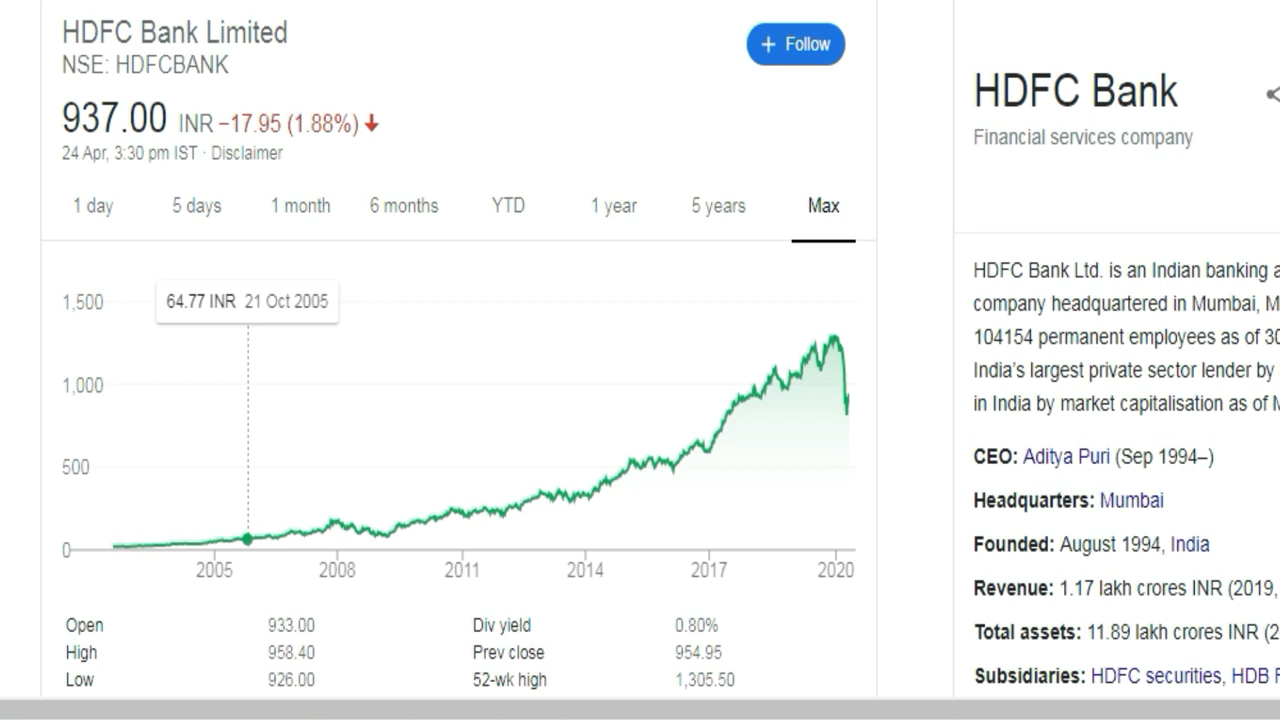 HDFC Bank Limited
NSE: HDFCBANK
+ Follow
937.00 INR −17.95 (1.88%)
24 Apr, 3:30 pm IST · Disclaimer
1 day 5 days 1 month 6 months YTD 1 year 5 years Max
64.77 INR 21 Oct 2005
1,500
1,000
500
0
2005 2008 2011 2014 2017 2020
Open 933.00 Div yield 0.80%
High 958.40 Prev close 954.95
Low 926.00 52-wk high 1,305.50
HDFC Bank
Financial services company
HDFC Bank Ltd. is an Indian banking a
company headquartered in Mumbai, M
104154 permanent employees as of 30
India's largest private sector lender by
in India by market capitalisation as of M
CEO: Aditya Puri (Sep 1994–)
Headquarters: Mumbai
Founded: August 1994, India
Revenue: 1.17 lakh crores INR (2019,
Total assets: 11.89 lakh crores INR (2
Subsidiaries: HDFC securities, HDB F